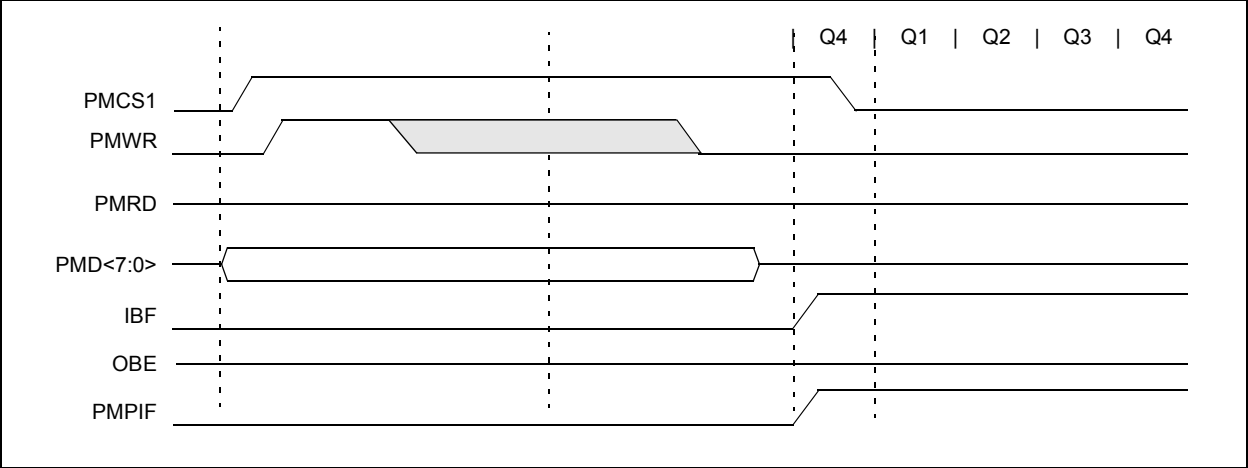 | Q4 | Q1 | Q2 | Q3 | Q4
PMCS1
PMWR
PMRD
PMD<7:0>
IBF
OBE
PMPIF